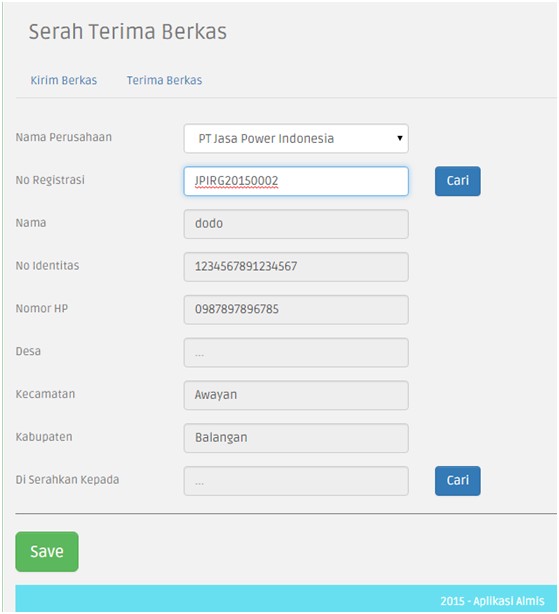 Serah Terima Berkas
Kirim Berkas Terima Berkas
Nama Perusahaan PT Jasa Power Indonesia
No Registrasi JPIRG20150002 Cari
Nama dodo
No Identitas 1234567891234567
Nomor HP 0987897896785
Desa ...
Kecamatan Awayan
Kabupaten Balangan
Di Serahkan Kepada ... Cari
Save
2015 - Aplikasi Almis